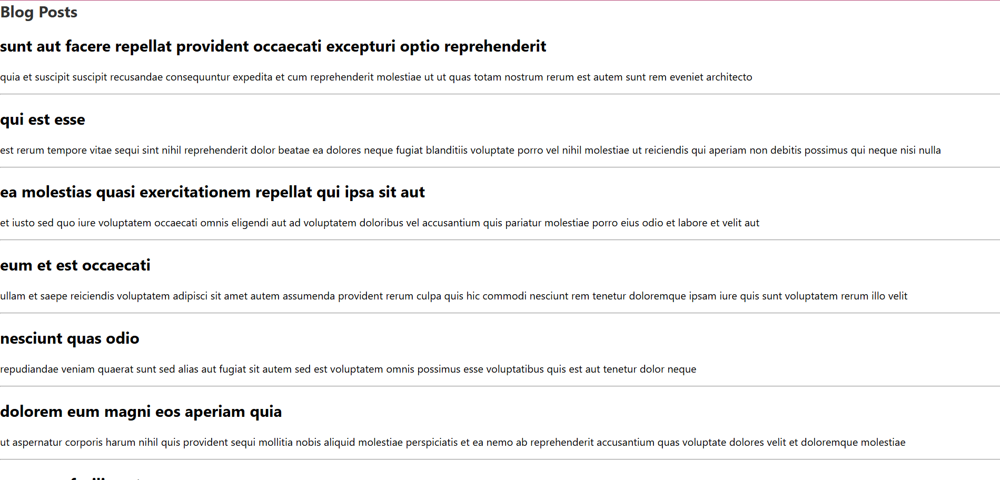 Blog Posts
sunt aut facere repellat provident occaecati excepturi optio reprehenderit
quia et suscipit suscipit recusandae consequuntur expedita et cum reprehenderit molestiae ut ut quas totam nostrum rerum est autem sunt rem eveniet architecto
qui est esse
est rerum tempore vitae sequi sint nihil reprehenderit dolor beatae ea dolores neque fugiat blanditiis voluptate porro vel nihil molestiae ut reiciendis qui aperiam non debitis possimus qui neque nisi nulla
ea molestias quasi exercitationem repellat qui ipsa sit aut
et iusto sed quo iure voluptatem occaecati omnis eligendi aut ad voluptatem doloribus vel accusantium quis pariatur molestiae porro eius odio et labore et velit aut
eum et est occaecati
ullam et saepe reiciendis voluptatem adipisci sit amet autem assumenda provident rerum culpa quis hic commodi nesciunt rem tenetur doloremque ipsam iure quis sunt voluptatem rerum illo velit
nesciunt quas odio
repudiandae veniam quaerat sunt sed alias aut fugiat sit autem sed est voluptatem omnis possimus esse voluptatibus quis est aut tenetur dolor neque
dolorem eum magni eos aperiam quia
ut aspernatur corporis harum nihil quis provident sequi mollitia nobis aliquid molestiae perspiciatis et ea nemo ab reprehenderit accusantium quas voluptate dolores velit et doloremque molestiae